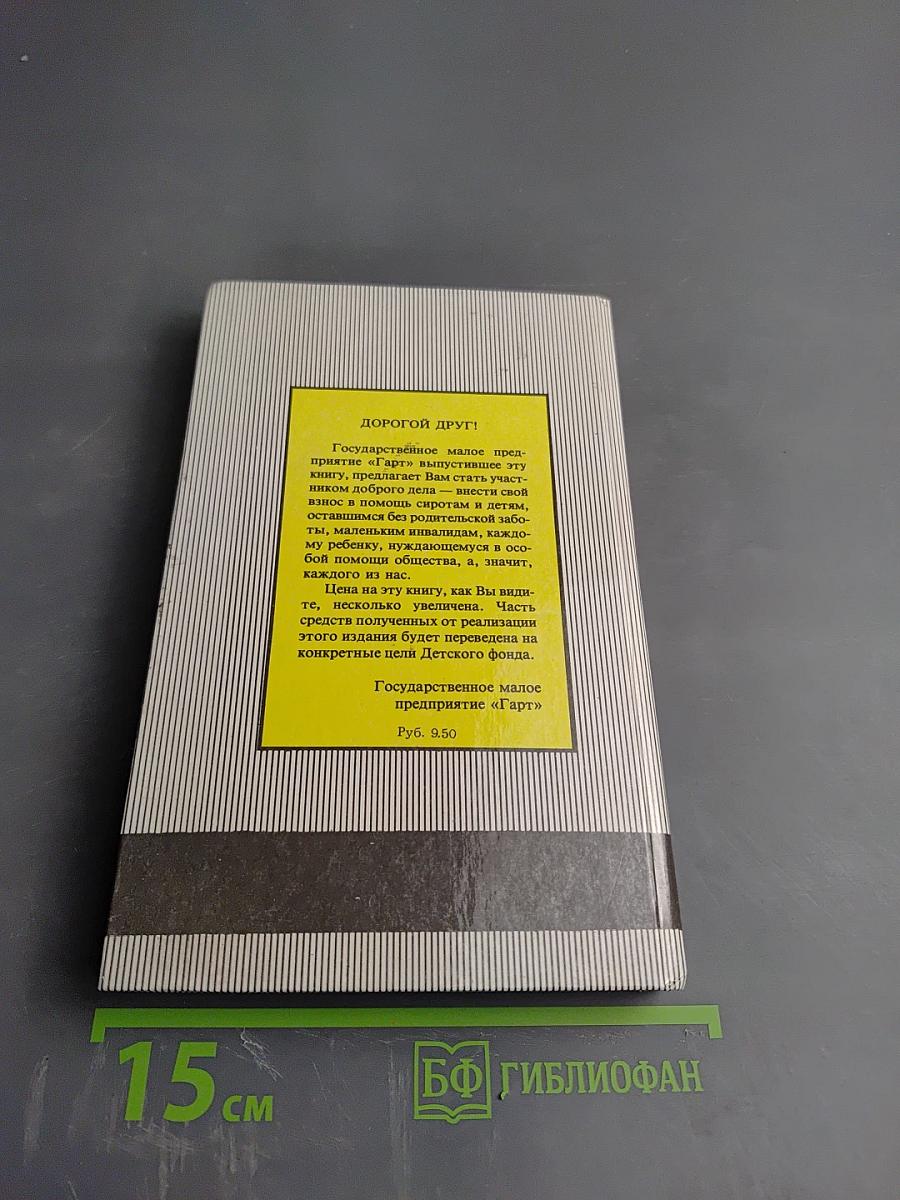 ДОРОГОЙ ДРУГ!
Государственное малое пред-
приятие «Гарт» выпустившее эту
книгу, предлагает Вам стать участ-
ником доброго дела — внести свой
взнос в помощь сиротам и детям,
оставшимся без родительской забо-
ты, маленьким инвалидам, каждо-
му ребенку, нуждающемуся в осо-
бой помощи общества, а, значит,
каждого из нас.
Цена на эту книгу, как Вы види-
те, несколько увеличена. Часть
средств полученных от реализации
этого издания будет переведена на
конкретные цели Детского фонда.
Государственное малое
предприятие «Гарт»
Руб. 9.50
15 см
БФ ГИБЛИОФАН